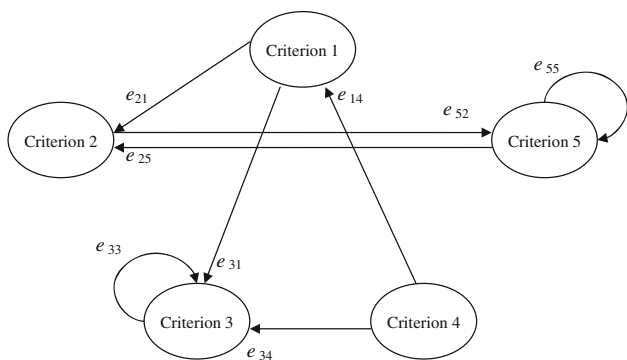 Criterion 1
e55
e21
e14
e52
Criterion 2
Criterion 5
e25
e33
e31
Criterion 3
Criterion 4
e34